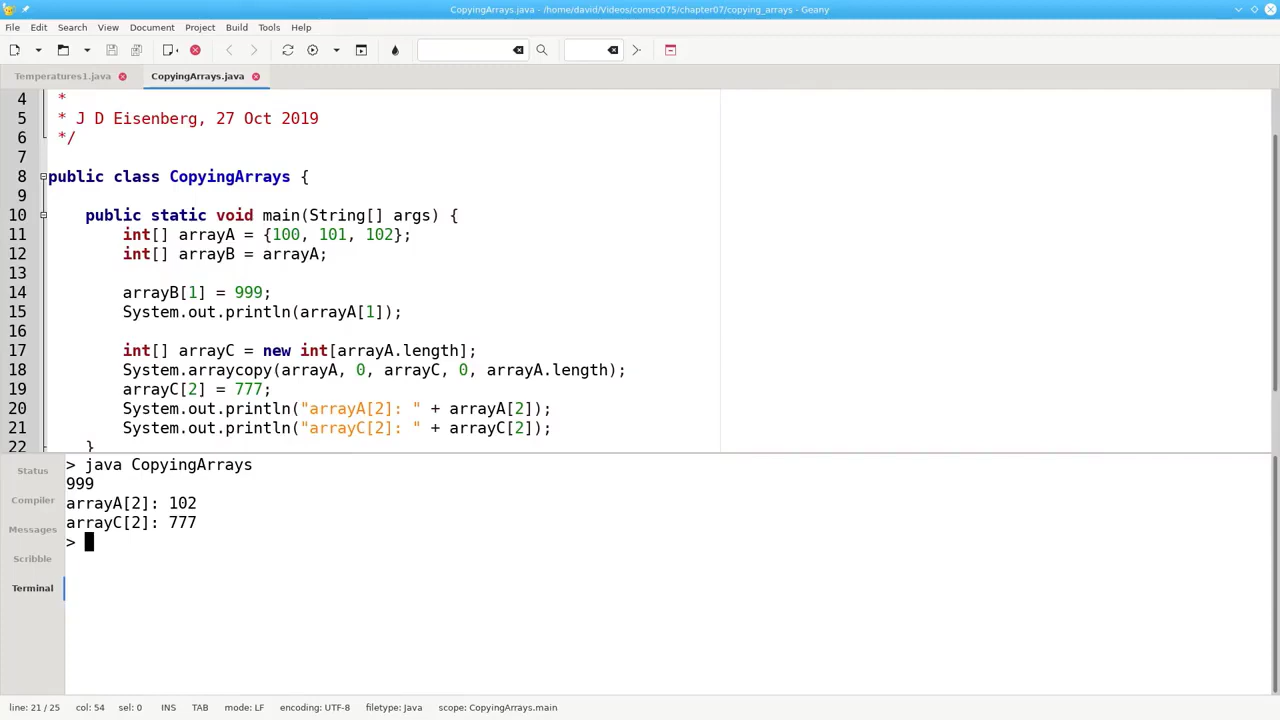 CopyingArrays.java - /home/david/Videos/comsc075/chapter07/copying_arrays - Geany
File Edit Search View Document Project Build Tools Help
Temperatures1.java CopyingArrays.java
4 *
5 * J D Eisenberg, 27 Oct 2019
6 */
7
8 public class CopyingArrays {
9
10 public static void main(String[] args) {
11 int[] arrayA = {100, 101, 102};
12 int[] arrayB = arrayA;
13
14 arrayB[1] = 999;
15 System.out.println(arrayA[1]);
16
17 int[] arrayC = new int[arrayA.length];
18 System.arraycopy(arrayA, 0, arrayC, 0, arrayA.length);
19 arrayC[2] = 777;
20 System.out.println("arrayA[2]: " + arrayA[2]);
21 System.out.println("arrayC[2]: " + arrayC[2]);
22 }
Status
Compiler
Messages
Scribble
Terminal
> java CopyingArrays
999
arrayA[2]: 102
arrayC[2]: 777
>
line: 21 / 25 col: 54 sel: 0 INS TAB mode: LF encoding: UTF-8 filetype: Java scope: CopyingArrays.main